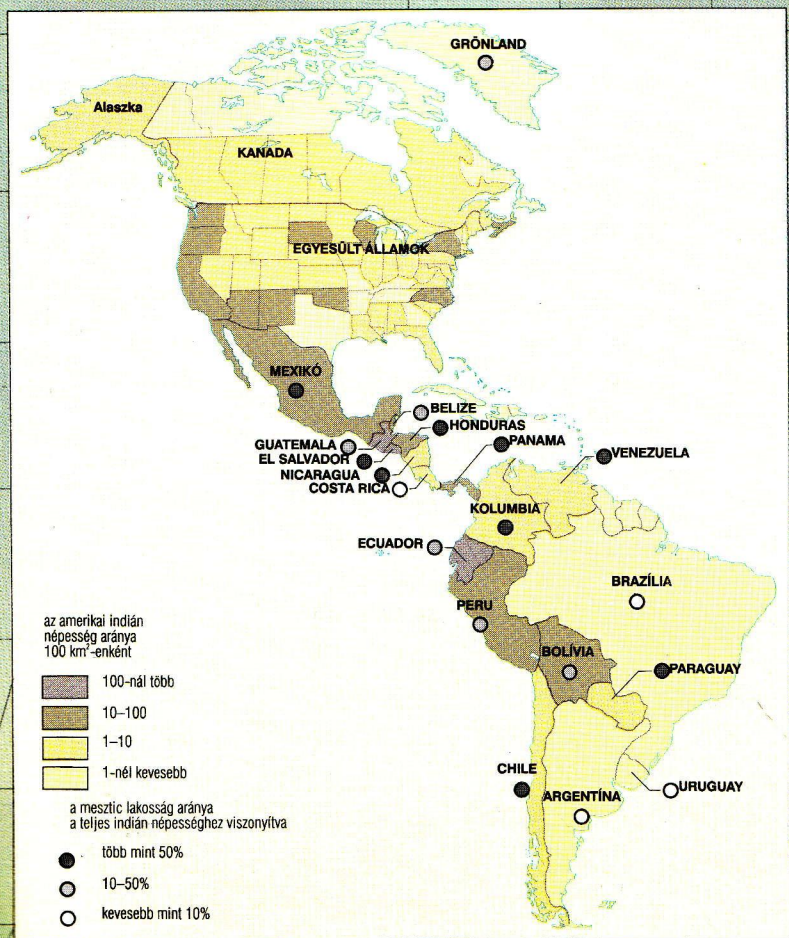 GRÖNLAND
Alaszka
KANADA
EGYESÜLT ÁLLAMOK
MEXIKÓ
BELIZE
HONDURAS
GUATEMALA
PANAMA
EL SALVADOR
VENEZUELA
NICARAGUA
COSTA RICA
KOLUMBIA
ECUADOR
BRAZÍLIA
PERU
BOLÍVIA
PARAGUAY
CHILE
ARGENTÍNA
URUGUAY
az amerikai indián
népesség aránya
100 km²-enként
100-nál több
10–100
1–10
1-nél kevesebb
a mesztic lakosság aránya
a teljes indián népességhez viszonyítva
több mint 50%
10–50%
kevesebb mint 10%